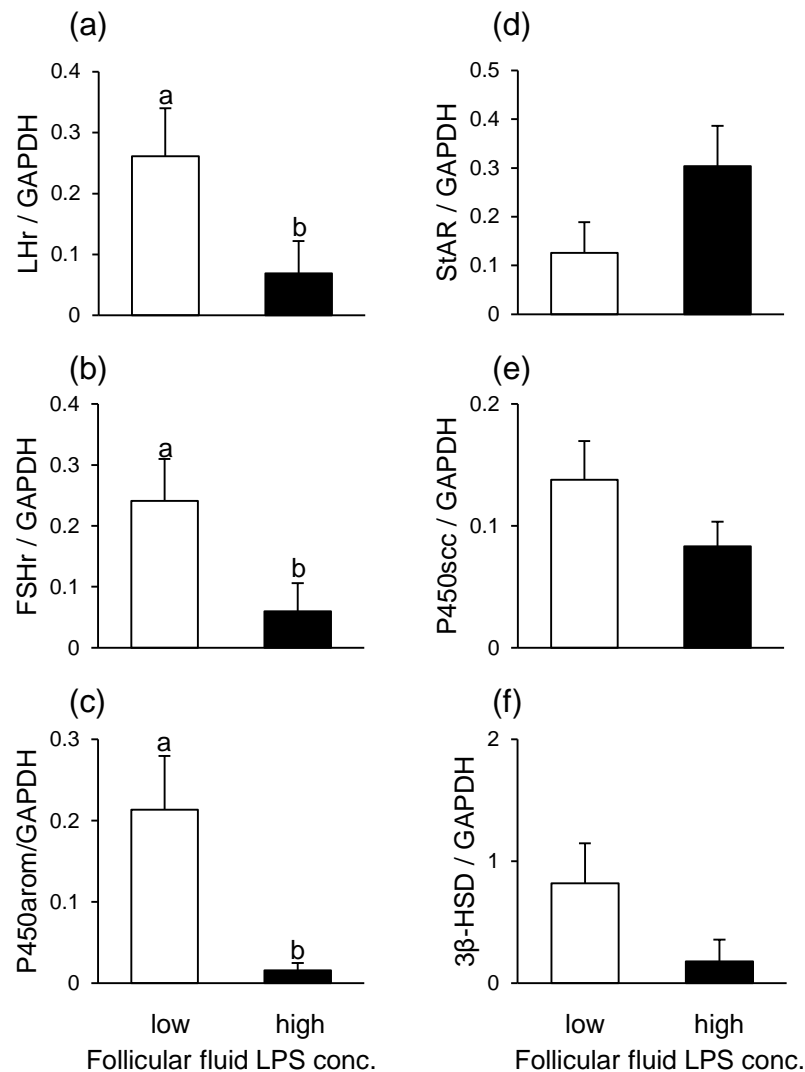 (a)
LHr / GAPDH
0.4
0.3
0.2
0.1
0
a
b
(b)
FSHr / GAPDH
0.4
0.3
0.2
0.1
0
a
b
(c)
P450arom/GAPDH
0.3
0.2
0.1
0
a
b
low high
Follicular fluid LPS conc.
(d)
StAR / GAPDH
0.5
0.4
0.3
0.2
0.1
0
(e)
P450scc / GAPDH
0.2
0.1
0
(f)
3β-HSD / GAPDH
2
1
0
low high
Follicular fluid LPS conc.